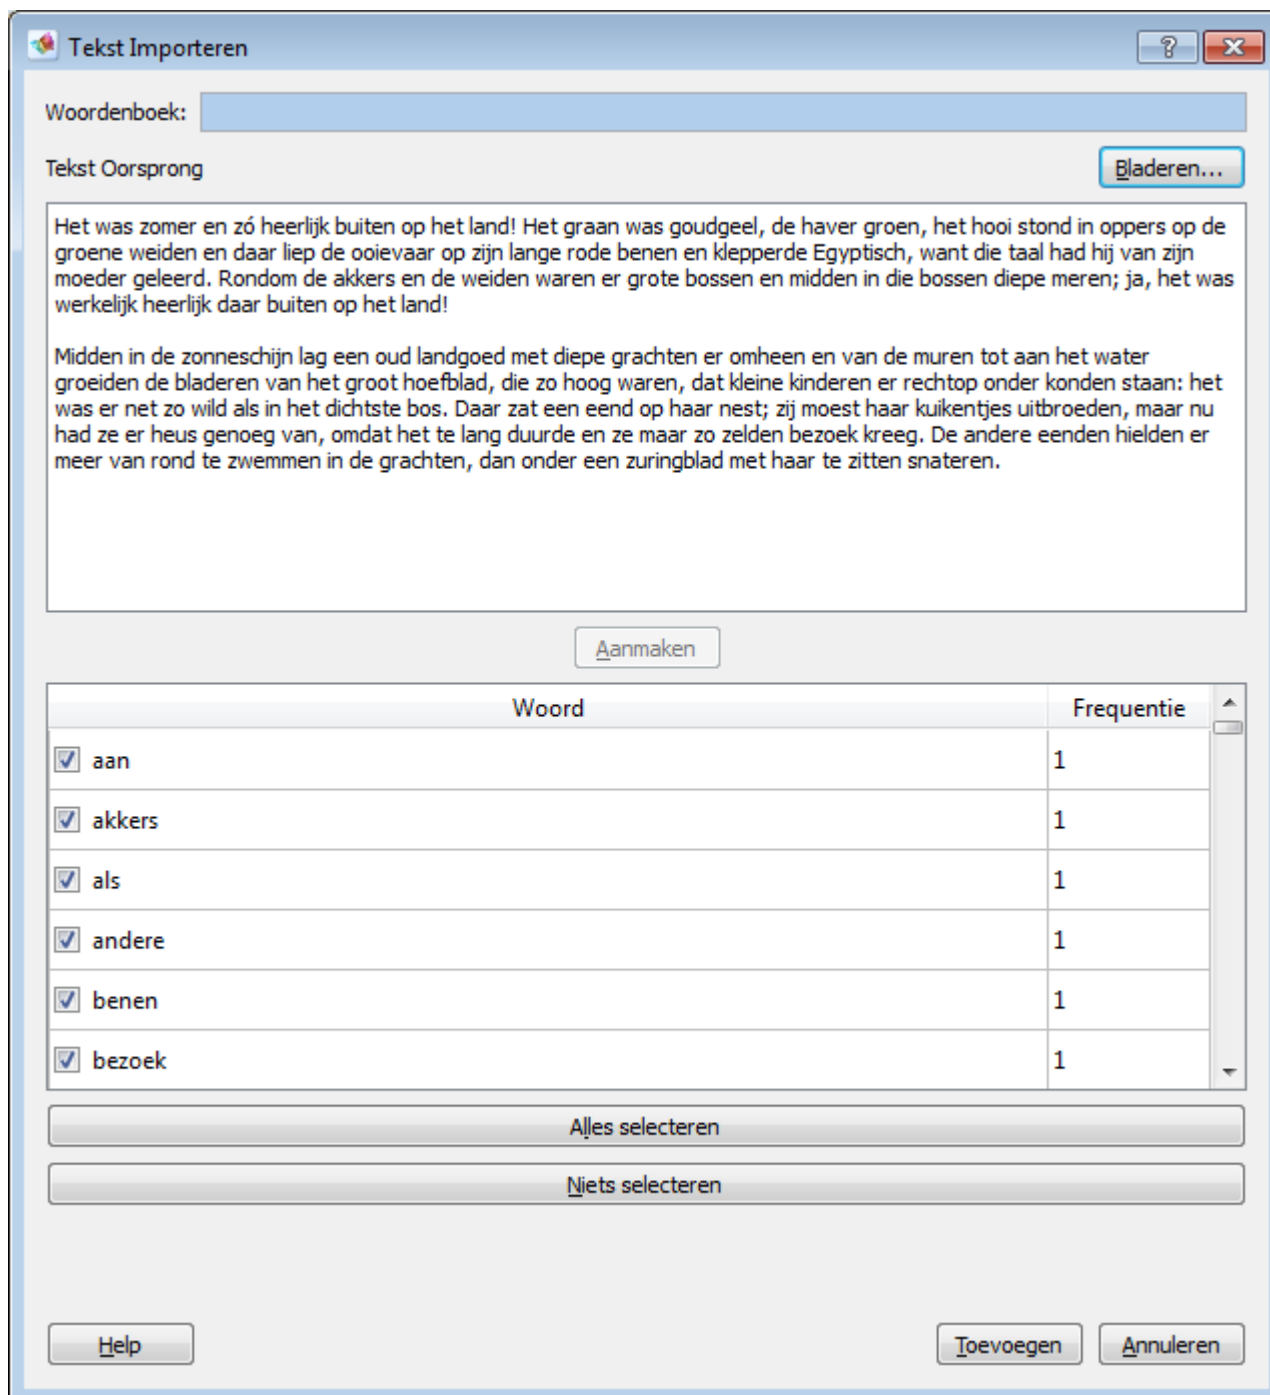 Tekst Importeren
Woordenboek:
Tekst Oorsprong
Bladeren...
Het was zomer en zó heerlijk buiten op het land! Het graan was goudgeel, de haver groen, het hooi stond in oppers op de
groene weiden en daar liep de ooievaar op zijn lange rode benen en klepperde Egyptisch, want die taal had hij van zijn
moeder geleerd. Rondom de akkers en de weiden waren er grote bossen en midden in die bossen diepe meren; ja, het was
werkelijk heerlijk daar buiten op het land!
Midden in de zonneschijn lag een oud landgoed met diepe grachten er omheen en van de muren tot aan het water
groeiden de bladeren van het groot hoefblad, die zo hoog waren, dat kleine kinderen er rechtop onder konden staan: het
was er net zo wild als in het dichtste bos. Daar zat een eend op haar nest; zij moest haar kuikentjes uitbroeden, maar nu
had ze er heus genoeg van, omdat het te lang duurde en ze maar zo zelden bezoek kreeg. De andere eenden hielden er
meer van rond te zwemmen in de grachten, dan onder een zuringblad met haar te zitten snateren.
Aanmaken
Woord Frequentie
aan 1
akkers 1
als 1
andere 1
benen 1
bezoek 1
Alles selecteren
Niets selecteren
Help Toevoegen Annuleren